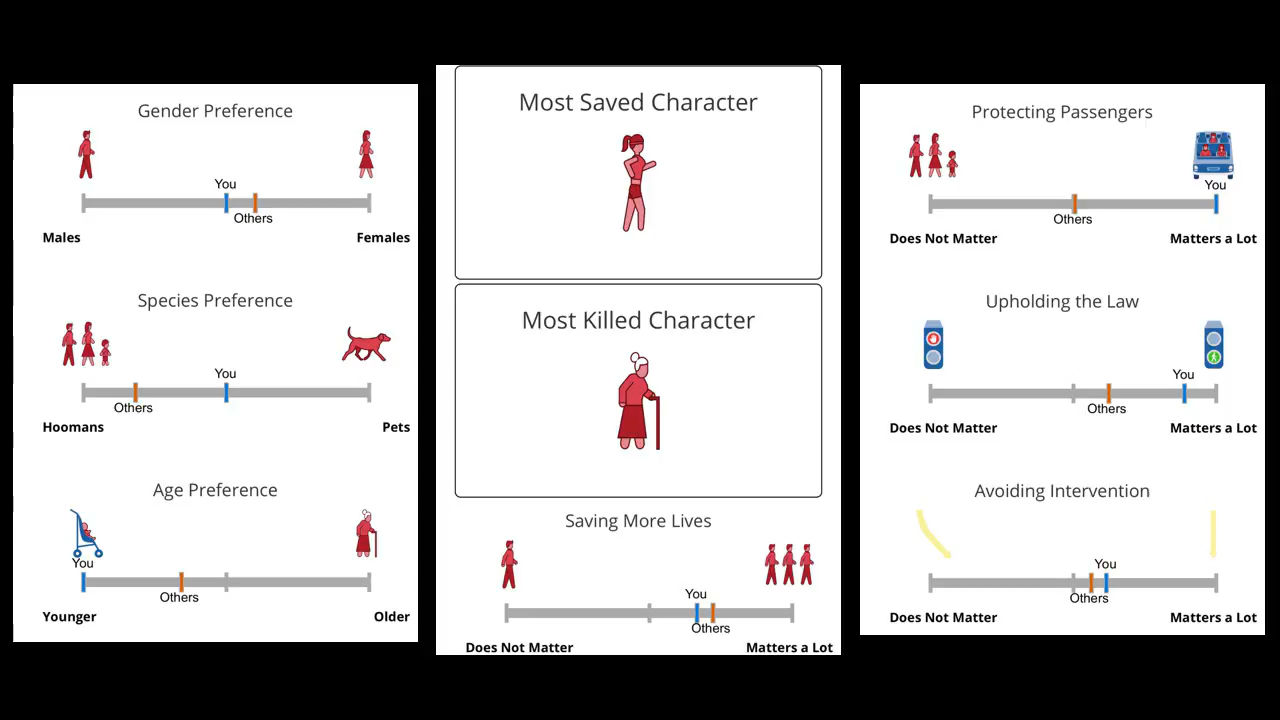 Gender Preference
You
Others
Males Females
Species Preference
You
Others
Hoomans Pets
Age Preference
You
Others
Younger Older
Most Saved Character
Most Killed Character
Saving More Lives
You
Others
Does Not Matter Matters a Lot
Protecting Passengers
You
Others
Does Not Matter Matters a Lot
Upholding the Law
You
Others
Does Not Matter Matters a Lot
Avoiding Intervention
You
Others
Does Not Matter Matters a Lot